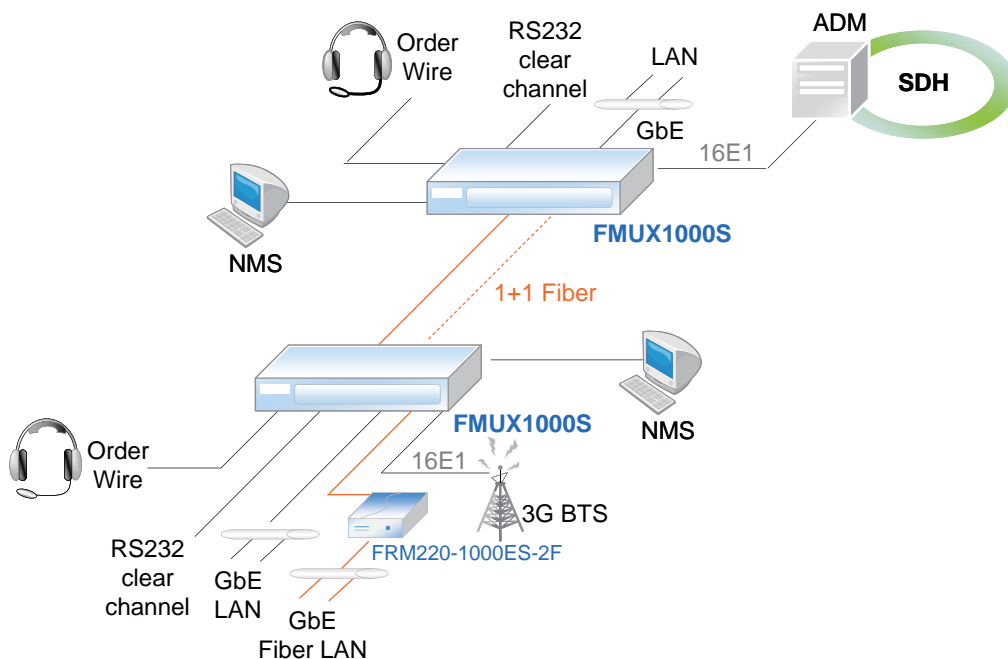 Order
Wire
RS232
clear
channel
LAN
GbE
ADM
SDH
16E1
NMS
FMUX1000S
1+1 Fiber
FMUX1000S
NMS
Order
Wire
16E1
3G BTS
FRM220-1000ES-2F
RS232
clear
channel
GbE
LAN
GbE
Fiber LAN